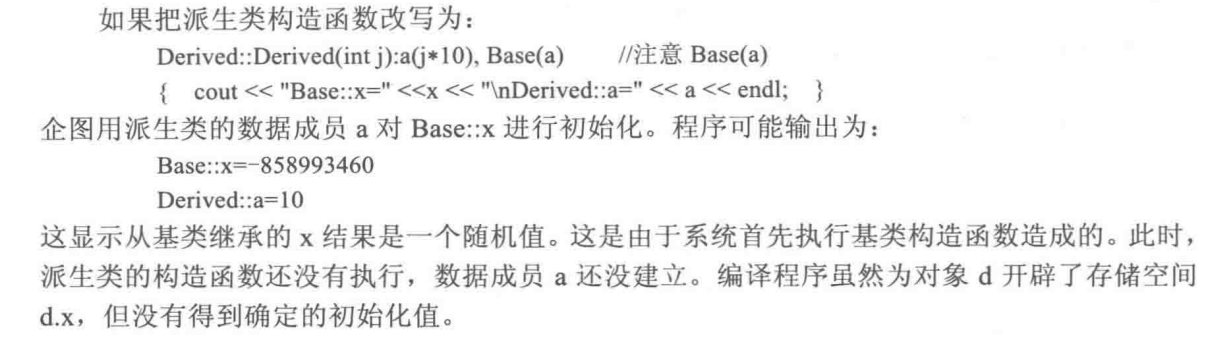 如果把派生类构造函数改写为：
Derived::Derived(int j):a(j*10), Base(a) //注意 Base(a)
{ cout << "Base::x=" <<x << "\nDerived::a=" << a << endl; }
企图用派生类的数据成员 a 对 Base::x 进行初始化。程序可能输出为：
Base::x=-858993460
Derived::a=10
这显示从基类继承的 x 结果是一个随机值。这是由于系统首先执行基类构造函数造成的。此时，
派生类的构造函数还没有执行，数据成员 a 还没建立。编译程序虽然为对象 d 开辟了存储空间
d.x，但没有得到确定的初始化值。